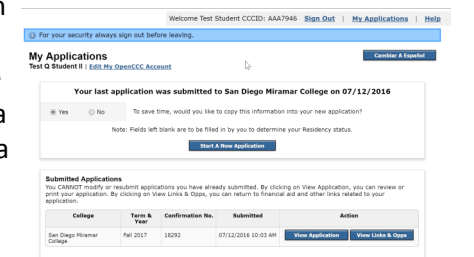 Welcome Test Student CCCID: AAA7946 Sign Out | My Applications | Help
For your security always sign out before leaving.
My Applications
Cambiar A Español
Test Q Student II | Edit My OpenCCC Account
Your last application was submitted to San Diego Miramar College on 07/12/2016
Yes No To save time, would you like to copy this information into your new application?
Note: Fields left blank are to be filled in by you to determine your Residency status.
Start A New Application
Submitted Applications
You CANNOT modify or resubmit applications you have already submitted. By clicking on View Application, you can review or
print your application. By clicking on View Links & Opps, you can return to financial aid and other links related to your
application.
College Term & Year Confirmation No. Submitted Action
San Diego Miramar College Fall 2017 18292 07/12/2016 10:03 AM View Application View Links & Opps